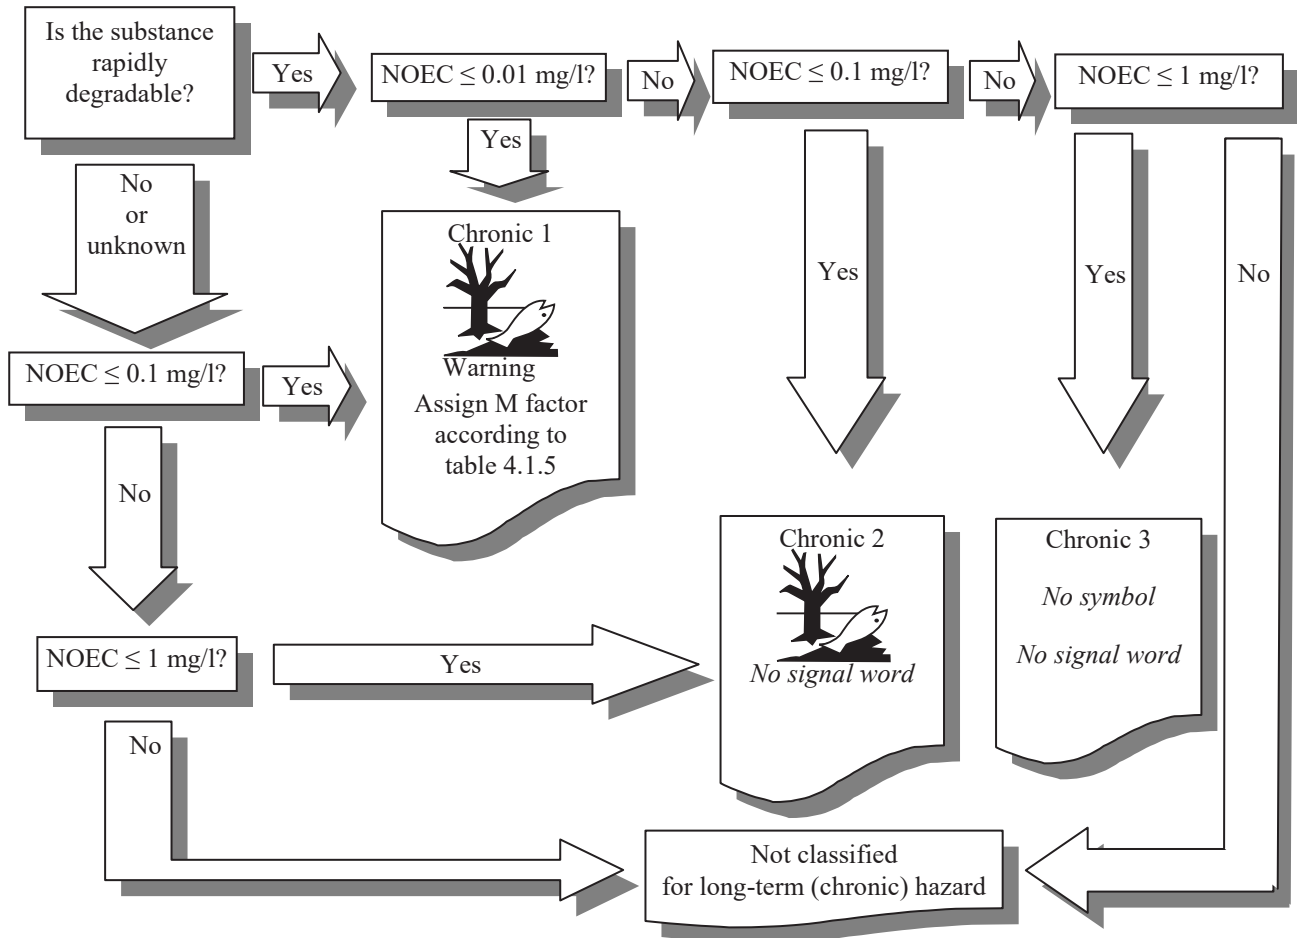 Is the substance
rapidly
degradable?
Yes
NOEC ≤ 0.01 mg/l?
No
NOEC ≤ 0.1 mg/l?
No
NOEC ≤ 1 mg/l?
No
or
unknown
Yes
Chronic 1
Warning
Assign M factor
according to
table 4.1.5
Yes
Yes
No
NOEC ≤ 0.1 mg/l?
Yes
No
Chronic 2
No signal word
Chronic 3
No symbol
No signal word
NOEC ≤ 1 mg/l?
Yes
No
Not classified
for long-term (chronic) hazard